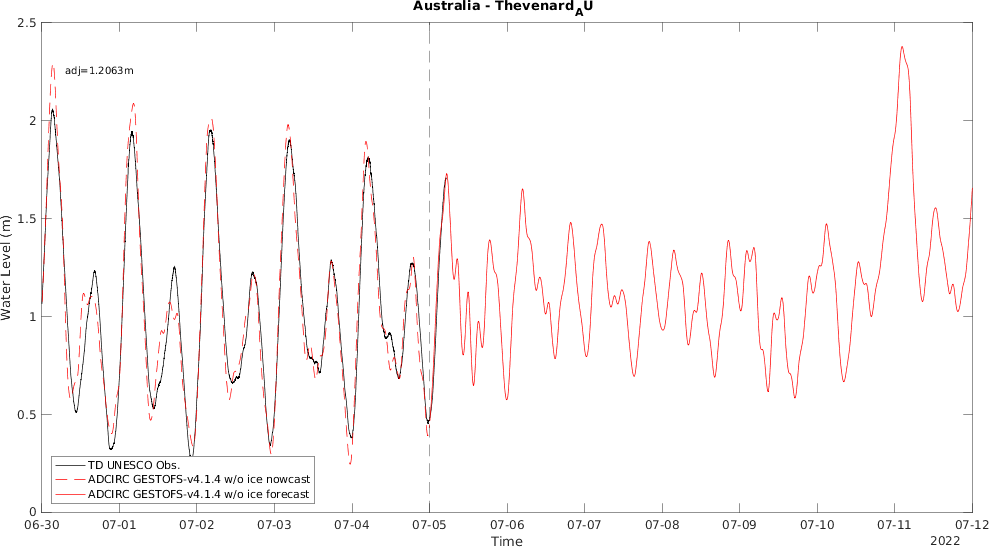 Australia - Thevenard_AU
2.5
adj=1.2063m
2
1.5
Water Level (m)
1
0.5
TD UNESCO Obs.
ADCIRC GESTOFS-v4.1.4 w/o ice nowcast
ADCIRC GESTOFS-v4.1.4 w/o ice forecast
0
06-30 07-01 07-02 07-03 07-04 07-05 07-06 07-07 07-08 07-09 07-10 07-11 07-12
Time
2022